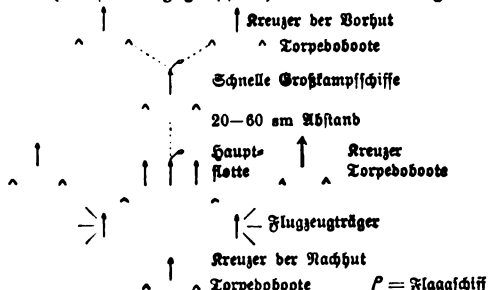 Kreuzer der Vorhut
Torpedoboote
Schnelle Großkampfschiffe
20—60 sm Abstand
Haupt=
flotte
Kreuzer
Torpedoboote
Flugzeugträger
Kreuzer der Nachhut
Torpedoboote
= Flaggschiff